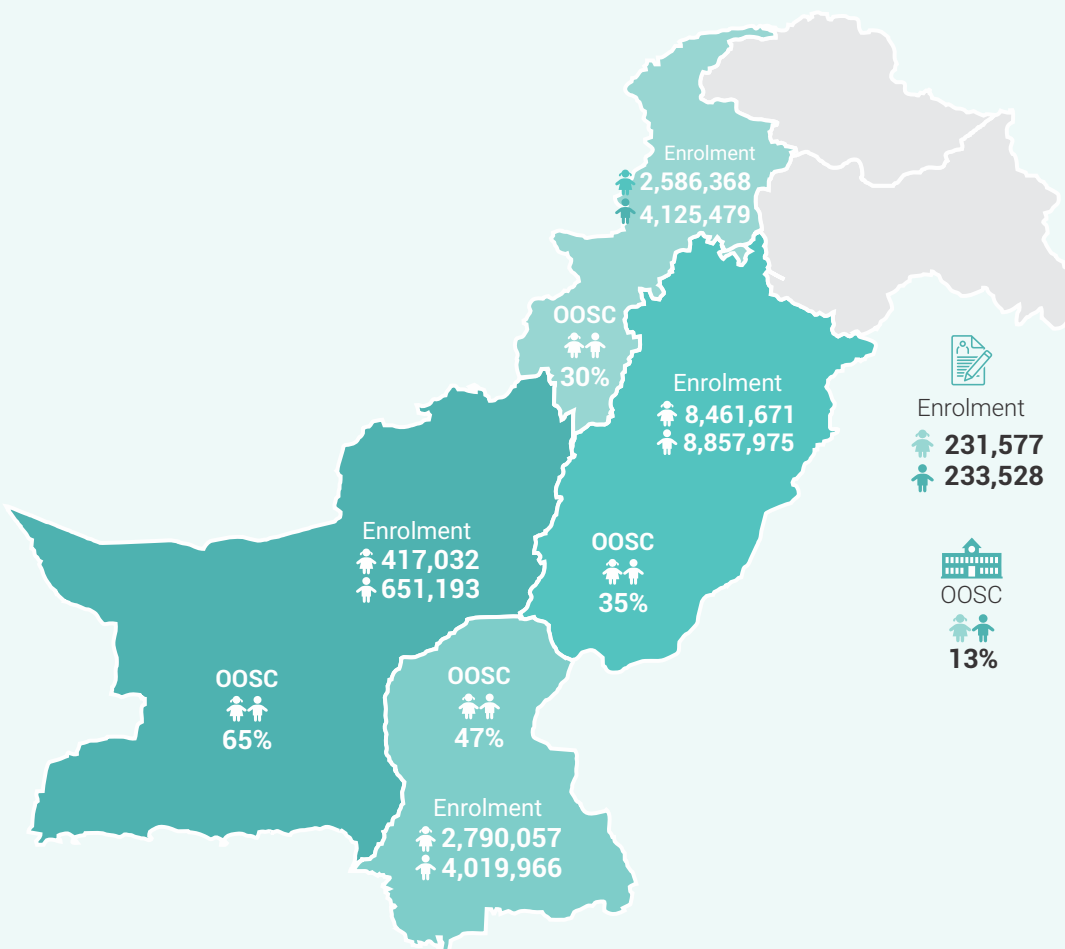 Enrolment
2,586,368
4,125,479
OOSC
30%
Enrolment
8,461,671
8,857,975
OOSC
35%
Enrolment
231,577
233,528
OOSC
13%
Enrolment
417,032
651,193
OOSC
65%
OOSC
47%
Enrolment
2,790,057
4,019,966